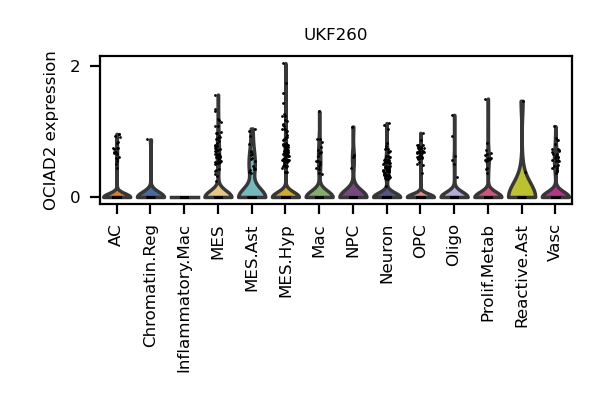 UKF260
OCIAD2 expression
2
0
AC
Chromatin.Reg
Inflammatory.Mac
MES
MES.Ast
MES.Hyp
Mac
NPC
Neuron
OPC
Oligo
Prolif.Metab
Reactive.Ast
Vasc